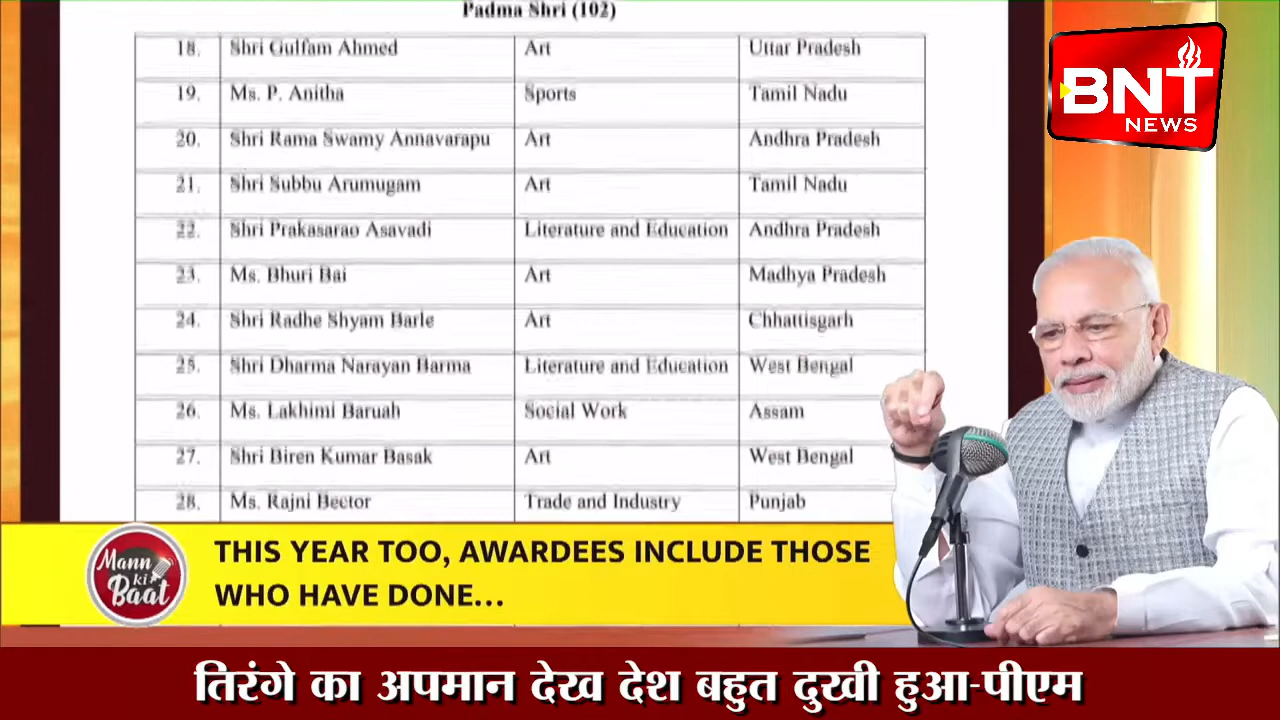 Padma Shri (102)
18. Shri Gulfam Ahmed Art Uttar Pradesh
19. Ms. P. Anitha Sports Tamil Nadu
20. Shri Rama Swamy Annavarapu Art Andhra Pradesh
21. Shri Subbu Arumugam Art Tamil Nadu
22. Shri Prakasarao Asavadi Literature and Education Andhra Pradesh
23. Ms. Bhuri Bai Art Madhya Pradesh
24. Shri Radhe Shyam Barle Art Chhattisgarh
25. Shri Dharma Narayan Barma Literature and Education West Bengal
26. Ms. Lakhimi Baruah Social Work Assam
27. Shri Biren Kumar Basak Art West Bengal
28. Ms. Rajni Bector Trade and Industry Punjab
BNT
NEWS
Mann
ki
Baat
THIS YEAR TOO, AWARDEES INCLUDE THOSE
WHO HAVE DONE...
तिरंगे का अपमान देख देश बहुत दुखी हुआ-पीएम